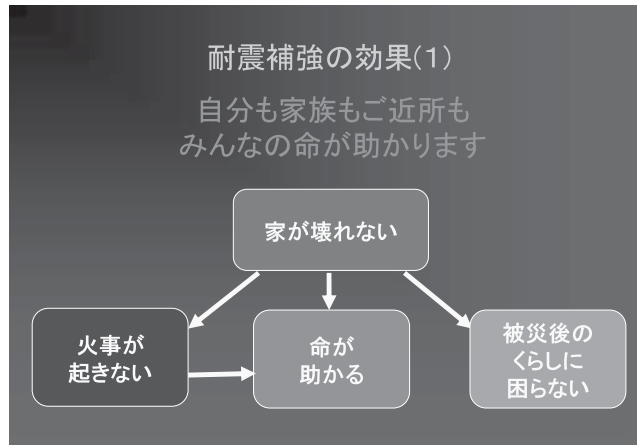 耐震補強の効果(1)
自分も家族もご近所も
みんなの命が助かります
家が壊れない
火事が
起きない
命が
助かる
被災後の
くらしに
困らない